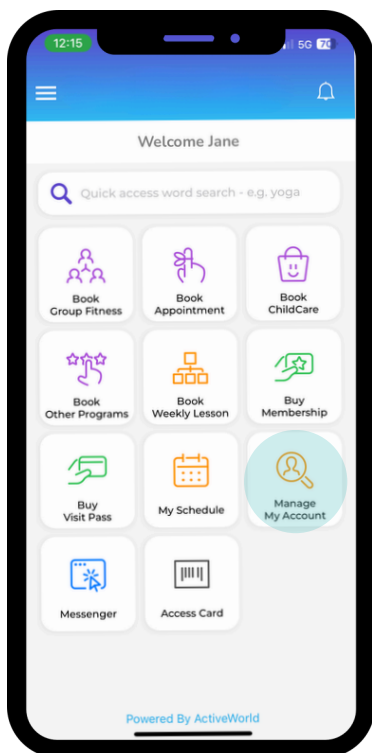 12:15 5G 70
Welcome Jane
Quick access word search - e.g. yoga
Book
Group Fitness
Book
Appointment
Book
ChildCare
Book
Other Programs
Book
Weekly Lesson
Buy
Membership
Buy
Visit Pass
My Schedule
Manage
My Account
Messenger
Access Card
Powered By ActiveWorld